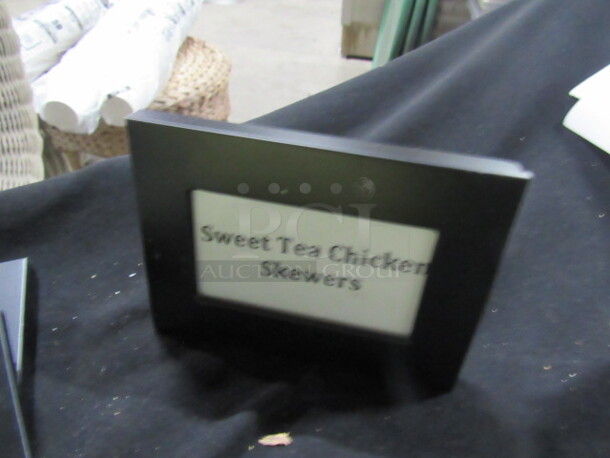 Sweet Tea Chicken
Skewers
PCI
AUCTION GROUP